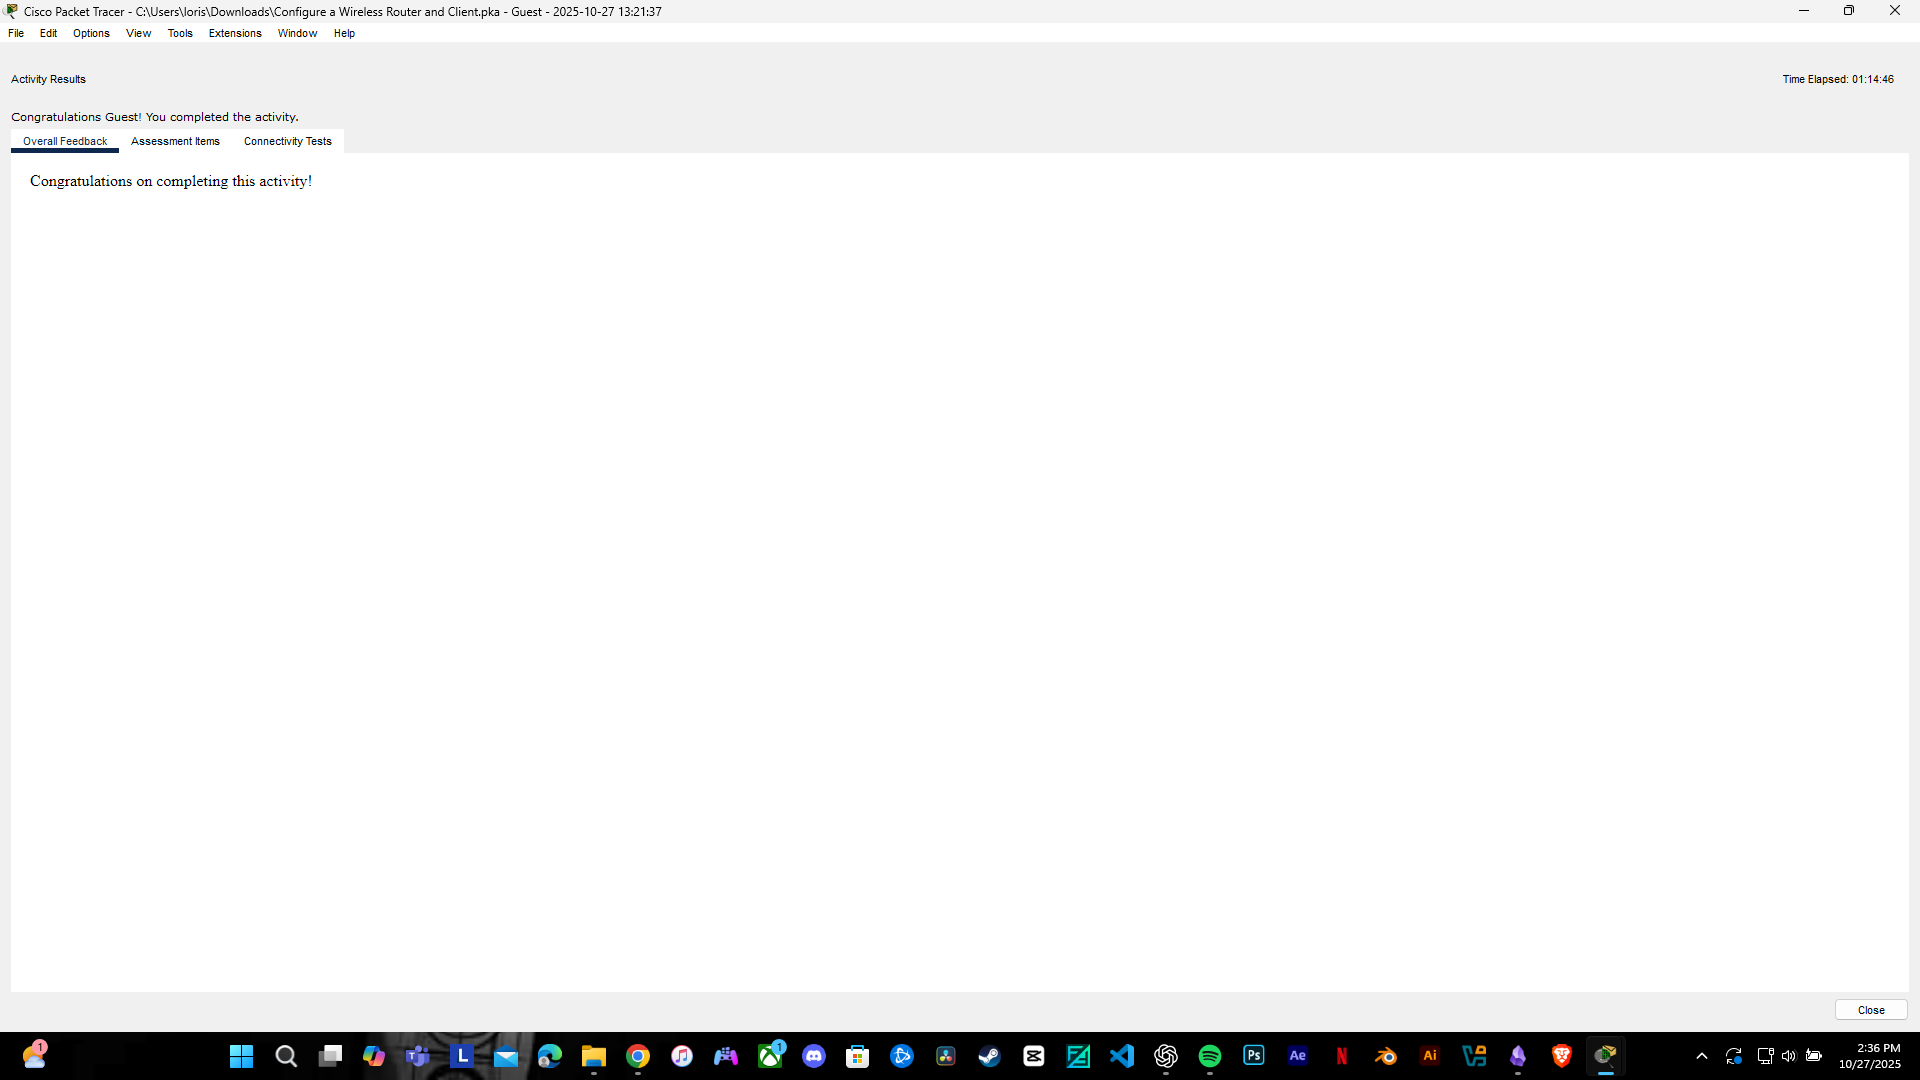 Cisco Packet Tracer - C:\Users\loris\Downloads\Configure a Wireless Router and Client.pka - Guest - 2025-10-27 13:21:37
File Edit Options View Tools Extensions Window Help
Activity Results Time Elapsed: 01:14:46
Congratulations Guest! You completed the activity.
Overall Feedback Assessment Items Connectivity Tests
Congratulations on completing this activity!
Close
1 L 1 Ps Ae N Ai 2:36 PM
10/27/2025